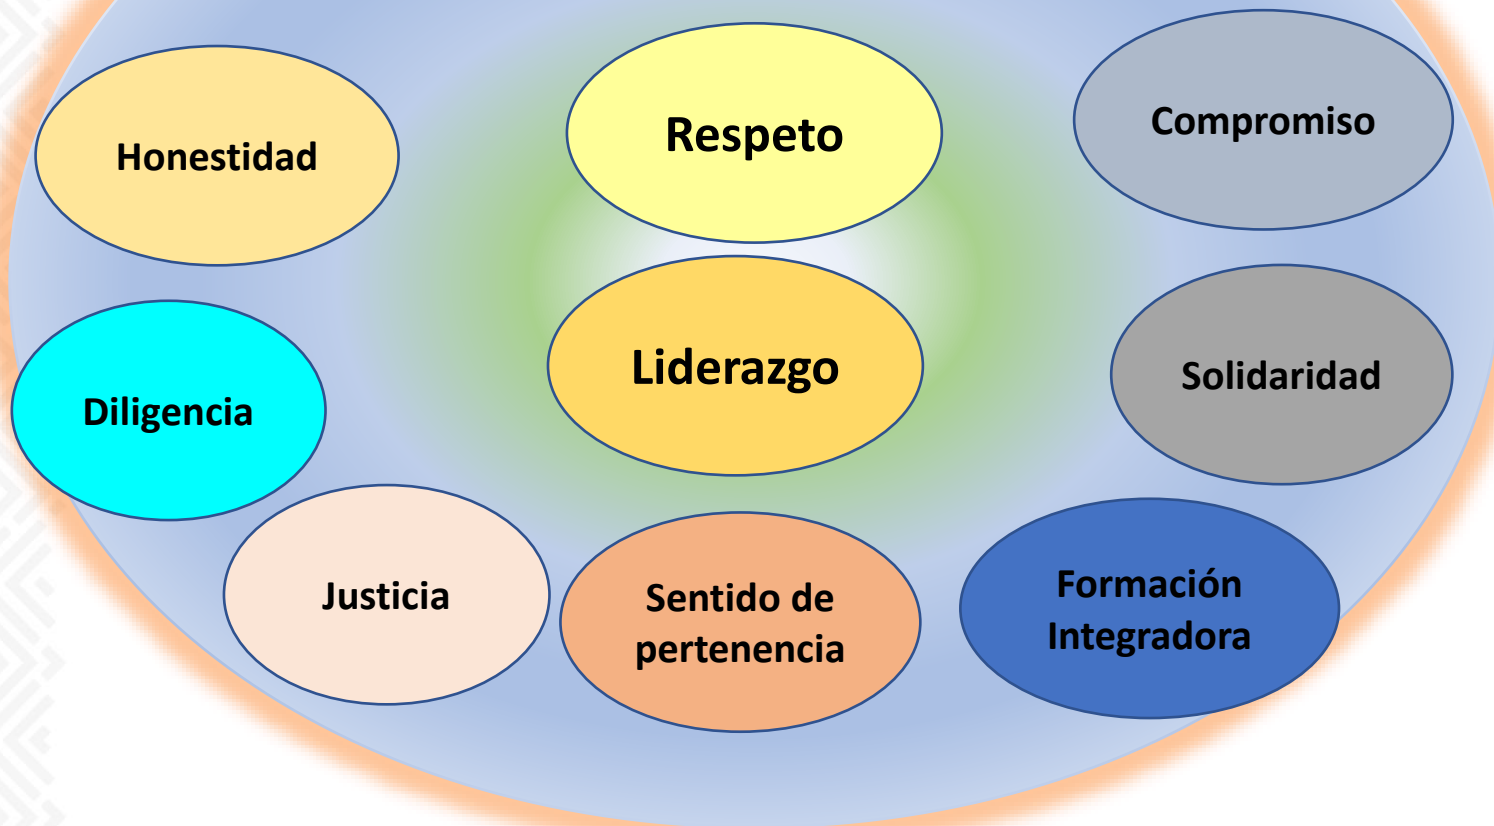 Honestidad
Respeto
Compromiso
Diligencia
Liderazgo
Solidaridad
Justicia
Sentido de
pertenencia
Formación
Integradora